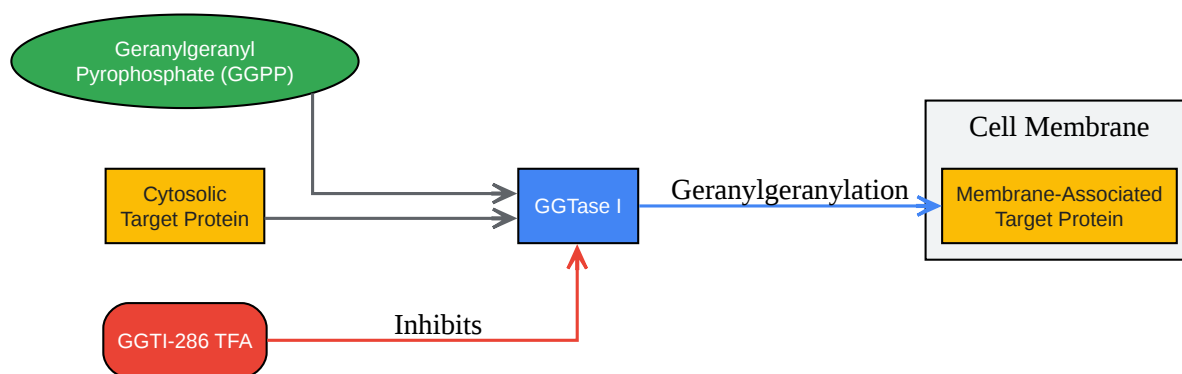 Geranylgeranyl
Pyrophosphate (GGPP)
Cell Membrane
Cytosolic
Target Protein
GGTase I
Geranylgeranylation
Membrane-Associated
Target Protein
GGTI-286 TFA
Inhibits